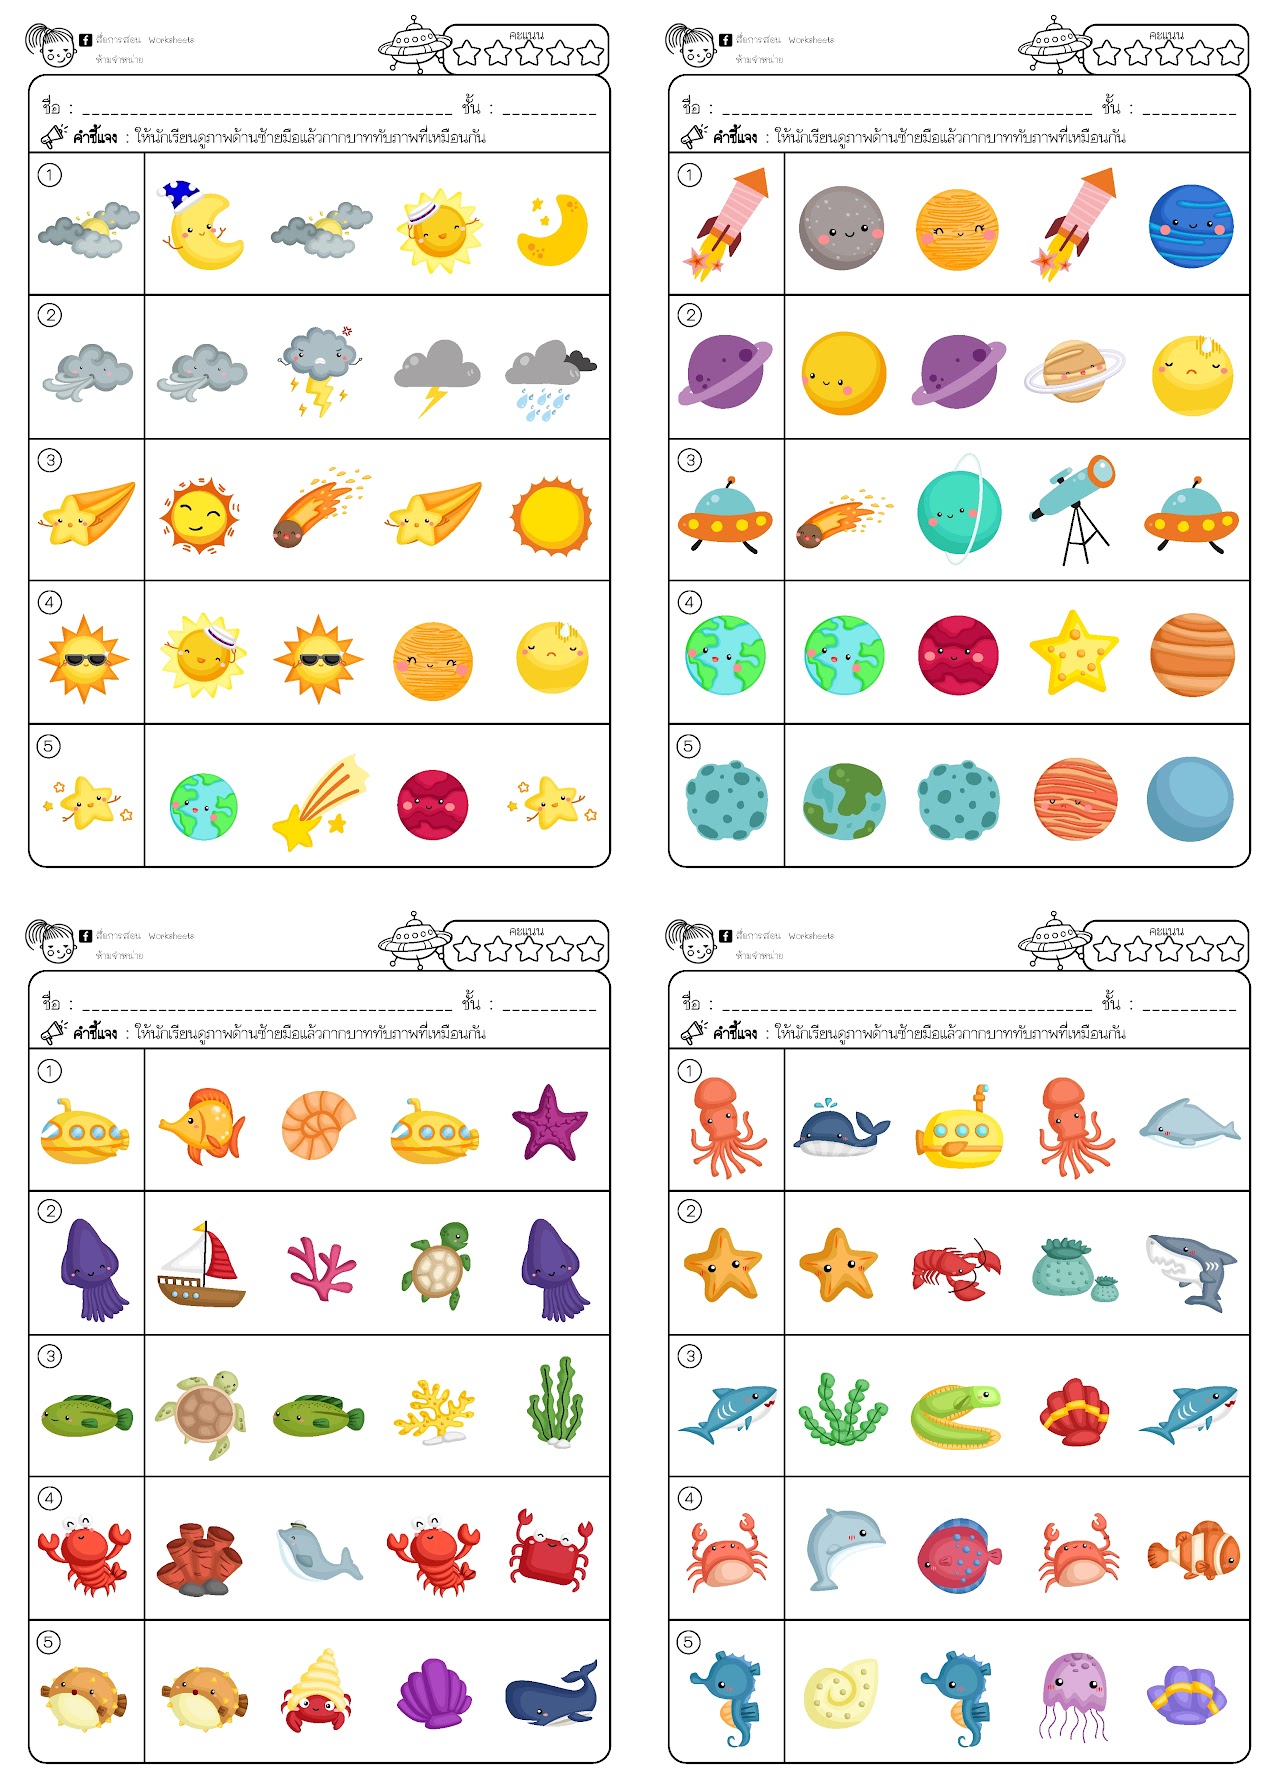 สื่อการสอน Worksheets
ห้ามจำหน่าย
คะแนน
ชื่อ : ชั้น :
คำชี้แจง : ให้นักเรียนดูภาพด้านซ้ายมือแล้วกากบาททับภาพที่เหมือนกัน
1
2
3
4
5
สื่อการสอน Worksheets
ห้ามจำหน่าย
คะแนน
ชื่อ : ชั้น :
คำชี้แจง : ให้นักเรียนดูภาพด้านซ้ายมือแล้วกากบาททับภาพที่เหมือนกัน
1
2
3
4
5
สื่อการสอน Worksheets
ห้ามจำหน่าย
คะแนน
ชื่อ : ชั้น :
คำชี้แจง : ให้นักเรียนดูภาพด้านซ้ายมือแล้วกากบาททับภาพที่เหมือนกัน
1
2
3
4
5
สื่อการสอน Worksheets
ห้ามจำหน่าย
คะแนน
ชื่อ : ชั้น :
คำชี้แจง : ให้นักเรียนดูภาพด้านซ้ายมือแล้วกากบาททับภาพที่เหมือนกัน
1
2
3
4
5